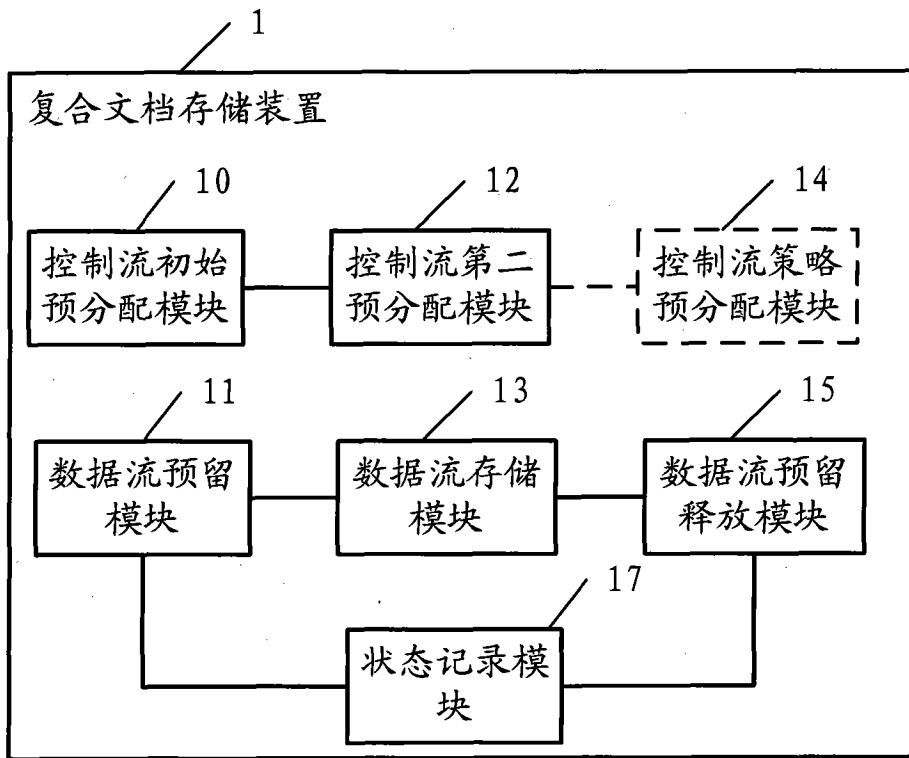 1
复合文档存储装置
10
12
14
控制流初始
预分配模块
控制流第二
预分配模块
控制流策略
预分配模块
11
13
15
数据流预留
模块
数据流存储
模块
数据流预留
释放模块
17
状态记录模
块